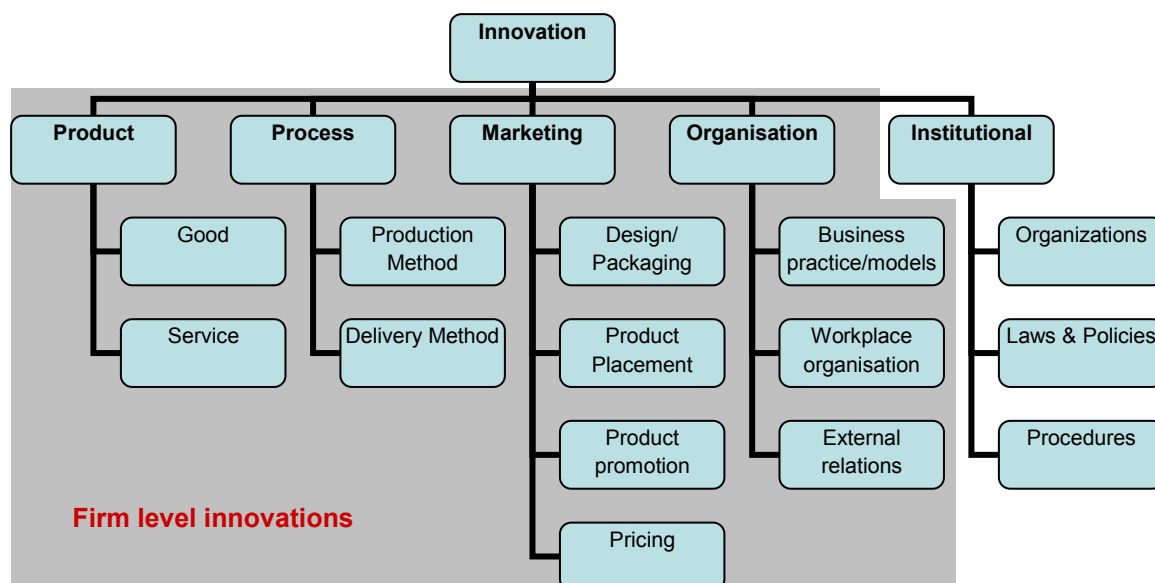 Innovation
Product
Process
Marketing
Organisation
Institutional
Good
Service
Production
Method
Delivery Method
Design/
Packaging
Product
Placement
Product
promotion
Pricing
Business
practice/models
Workplace
organisation
External
relations
Organizations
Laws & Policies
Procedures
Firm level innovations